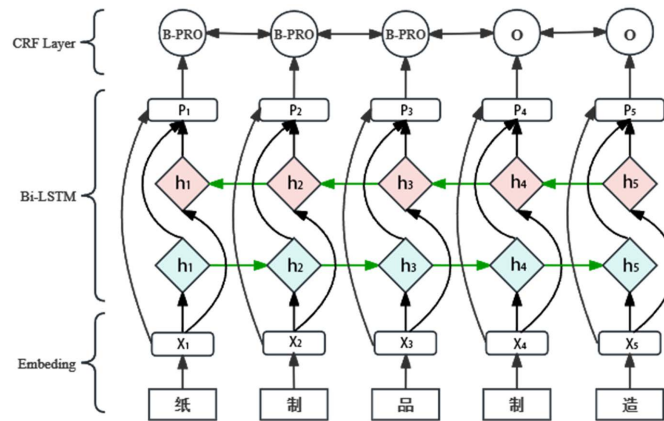 CRF Layer
B-PRO B-PRO B-PRO O O
P1 P2 P3 P4 P5
Bi-LSTM
h1 h2 h3 h4 h5
h1 h2 h3 h4 h5
Embeding
X1 X2 X3 X4 X5
纸 制 品 制 造